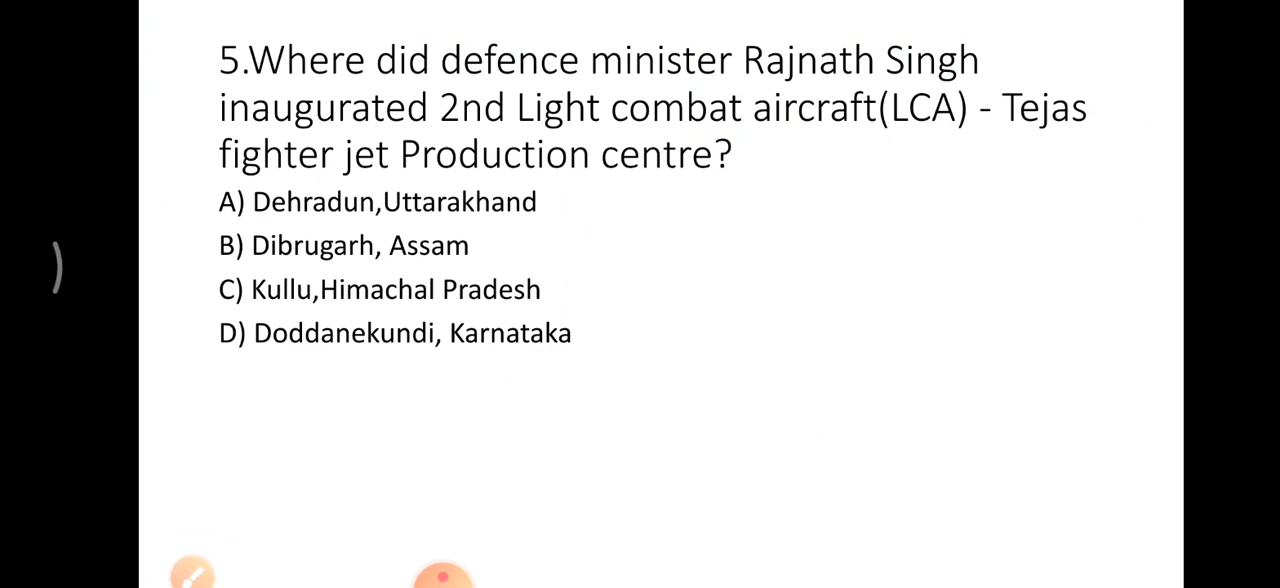 5.Where did defence minister Rajnath Singh
inaugurated 2nd Light combat aircraft(LCA) - Tejas
fighter jet Production centre?
A) Dehradun,Uttarakhand
B) Dibrugarh, Assam
C) Kullu,Himachal Pradesh
D) Doddanekundi, Karnataka